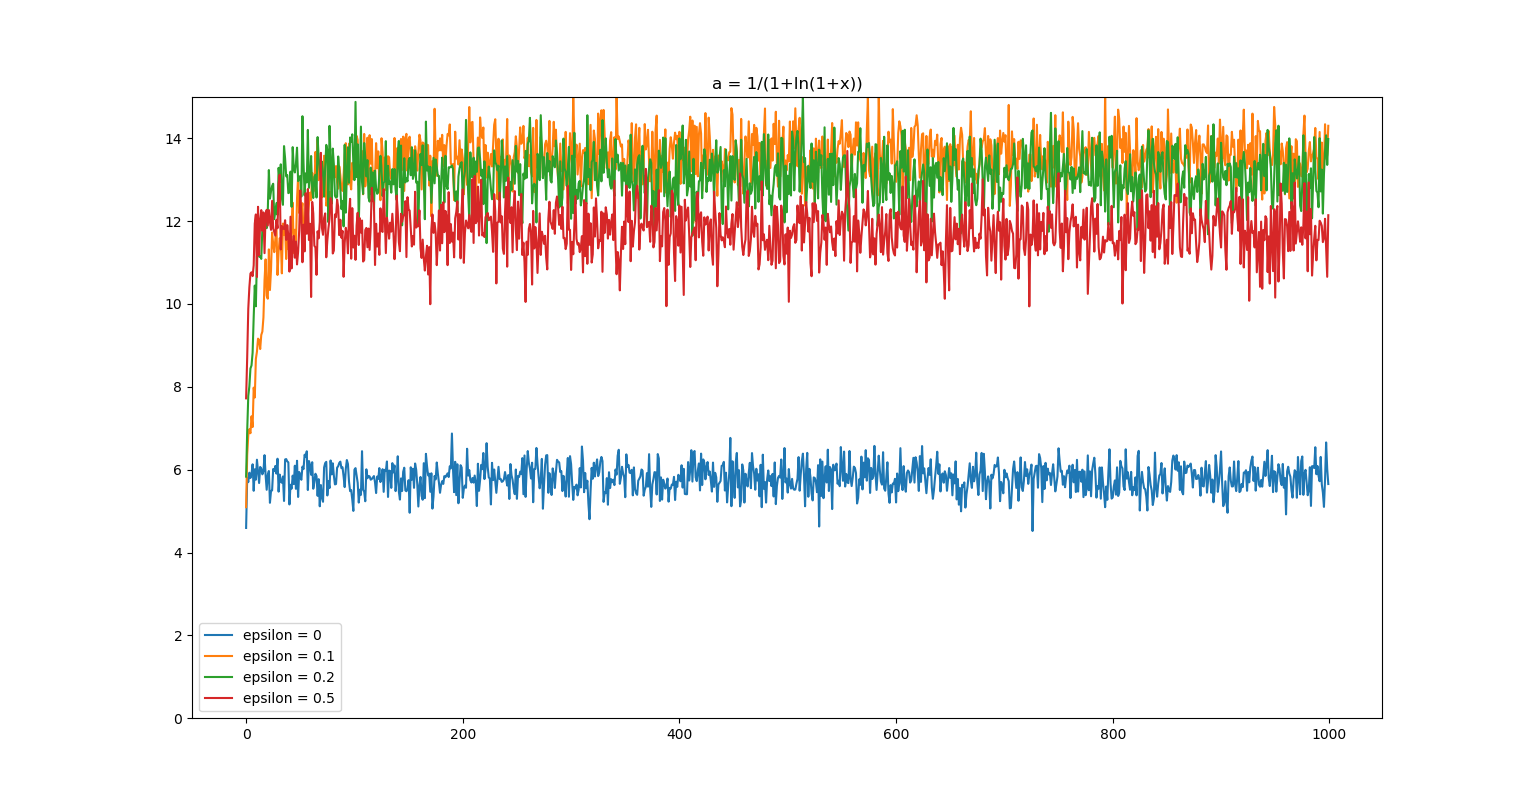 a = 1/(1+ln(1+x))
14
12
10
8
6
4
2
0
epsilon = 0
epsilon = 0.1
epsilon = 0.2
epsilon = 0.5
0 200 400 600 800 1000